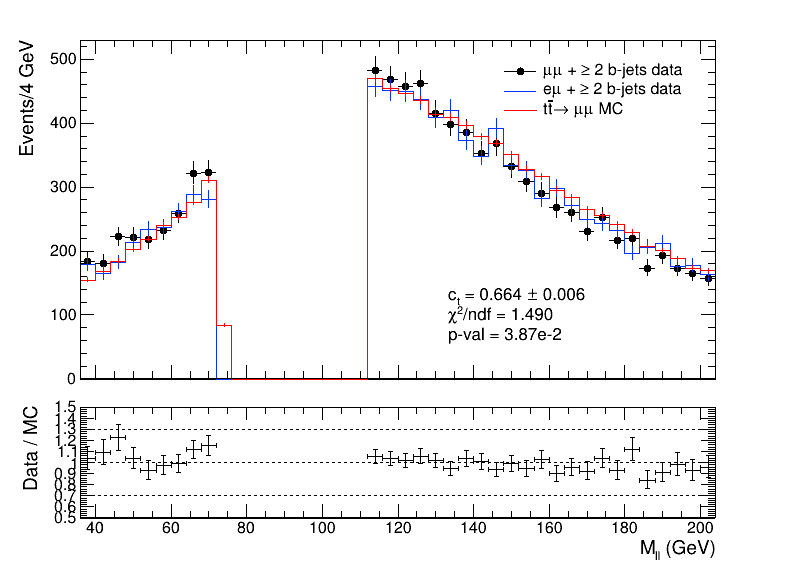 Events/4 GeV
500
400
300
200
100
0
μμ + ≥ 2 b-jets data
eμ + ≥ 2 b-jets data
tt̄→ μμ MC
c_t = 0.664 ± 0.006
χ²/ndf = 1.490
p-val = 3.87e-2
Data / MC
1.5
1.4
1.3
1.2
1.1
1
0.9
0.8
0.7
0.6
0.5
40 60 80 100 120 140 160 180 200
M_ll (GeV)